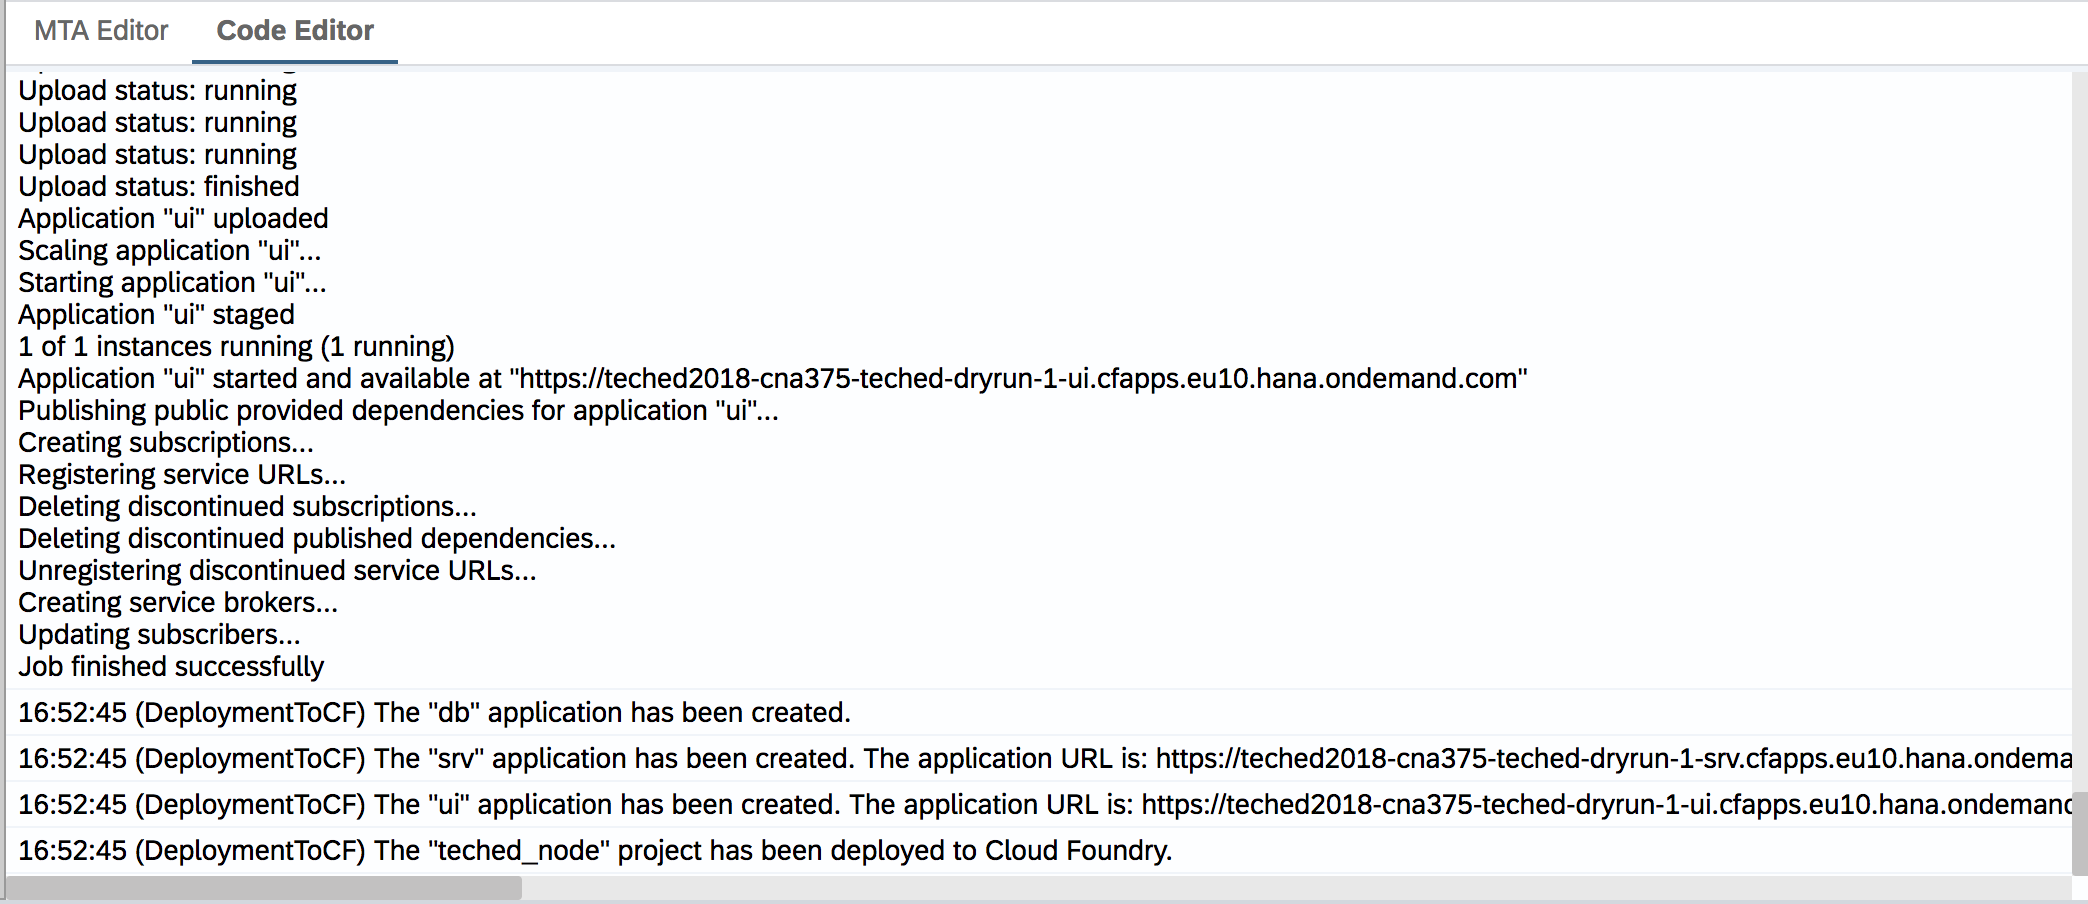 MTA Editor
Code Editor
Upload status: running
Upload status: running
Upload status: running
Upload status: finished
Application "ui" uploaded
Scaling application "ui"...
Starting application "ui"...
Application "ui" staged
1 of 1 instances running (1 running)
Application "ui" started and available at "https://teched2018-cna375-teched-dryrun-1-ui.cfapps.eu10.hana.ondemand.com"
Publishing public provided dependencies for application "ui"...
Creating subscriptions...
Registering service URLs...
Deleting discontinued subscriptions...
Deleting discontinued published dependencies...
Unregistering discontinued service URLs...
Creating service brokers...
Updating subscribers...
Job finished successfully
16:52:45 (DeploymentToCF) The "db" application has been created.
16:52:45 (DeploymentToCF) The "srv" application has been created. The application URL is: https://teched2018-cna375-teched-dryrun-1-srv.cfapps.eu10.hana.ondema
16:52:45 (DeploymentToCF) The "ui" application has been created. The application URL is: https://teched2018-cna375-teched-dryrun-1-ui.cfapps.eu10.hana.ondemand
16:52:45 (DeploymentToCF) The "teched_node" project has been deployed to Cloud Foundry.